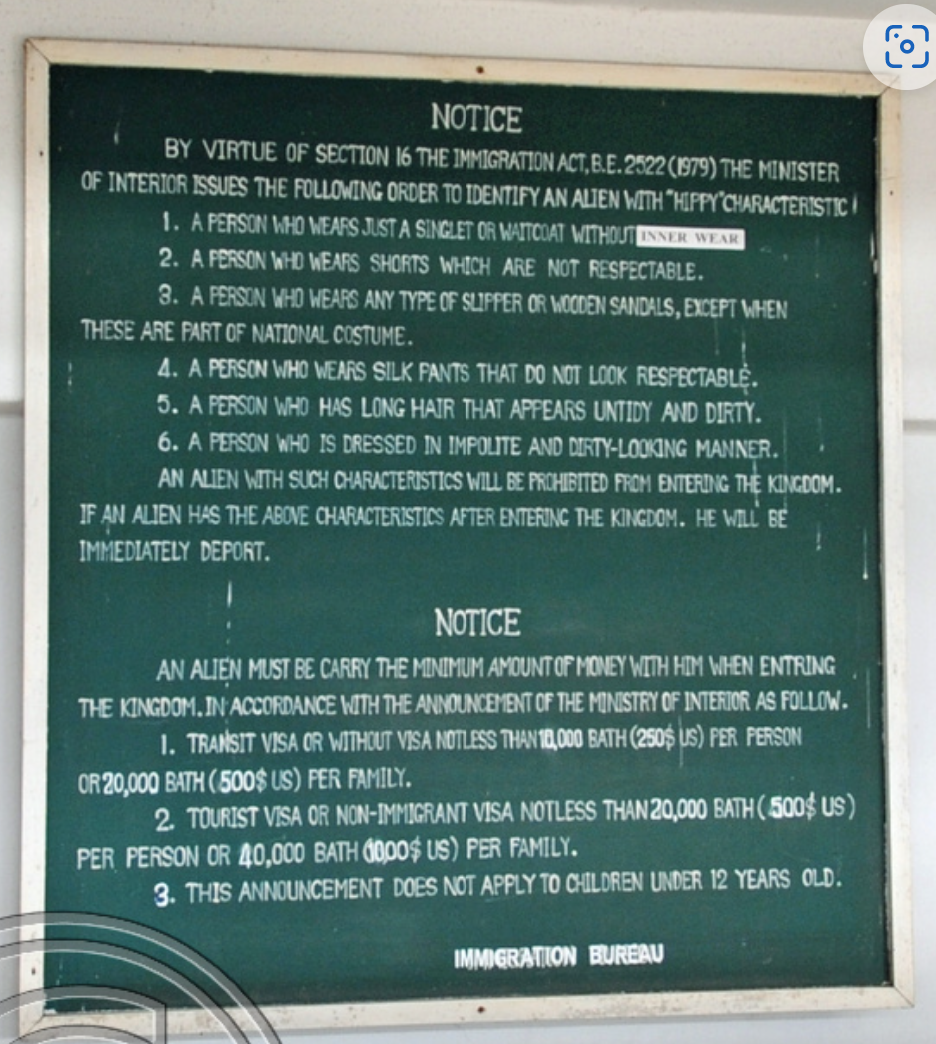 NOTICE
BY VIRTUE OF SECTION 16 THE IMMIGRATION ACT, B.E. 2522 (1979) THE MINISTER
OF INTERIOR ISSUES THE FOLLOWING ORDER TO IDENTIFY AN ALIEN WITH "HIPPY" CHARACTERISTIC
1. A PERSON WHO WEARS JUST A SINGLET OR WAITCOAT WITHOUT INNER WEAR
2. A PERSON WHO WEARS SHORTS WHICH ARE NOT RESPECTABLE.
3. A PERSON WHO WEARS ANY TYPE OF SLIPPER OR WOODEN SANDALS, EXCEPT WHEN
THESE ARE PART OF NATIONAL COSTUME.
4. A PERSON WHO WEARS SILK PANTS THAT DO NOT LOOK RESPECTABLE.
5. A PERSON WHO HAS LONG HAIR THAT APPEARS UNTIDY AND DIRTY.
6. A PERSON WHO IS DRESSED IN IMPOLITE AND DIRTY-LOOKING MANNER.
AN ALIEN WITH SUCH CHARACTERISTICS WILL BE PROHIBITED FROM ENTERING THE KINGDOM.
IF AN ALIEN HAS THE ABOVE CHARACTERISTICS AFTER ENTERING THE KINGDOM. HE WILL BE
IMMEDIATELY DEPORT.
NOTICE
AN ALIEN MUST BE CARRY THE MINIMUM AMOUNT OF MONEY WITH HIM WHEN ENTRING
THE KINGDOM. IN ACCORDANCE WITH THE ANNOUNCEMENT OF THE MINISTRY OF INTERIOR AS FOLLOW.
1. TRANSIT VISA OR WITHOUT VISA NOTLESS THAN 10,000 BATH (250$ US) PER PERSON
OR 20,000 BATH (500$ US) PER FAMILY.
2. TOURIST VISA OR NON-IMMIGRANT VISA NOTLESS THAN 20,000 BATH (500$ US)
PER PERSON OR 40,000 BATH (1000$ US) PER FAMILY.
3. THIS ANNOUNCEMENT DOES NOT APPLY TO CHILDREN UNDER 12 YEARS OLD.
IMMIGRATION BUREAU